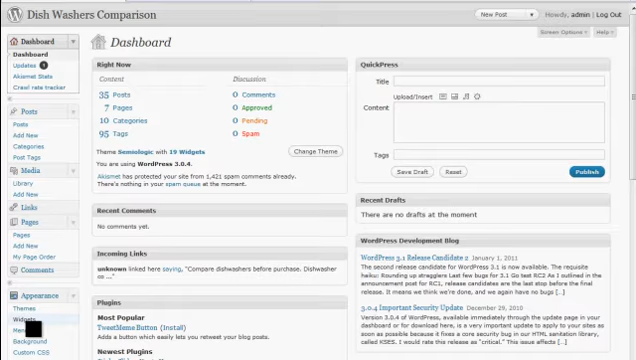 Dish Washers Comparison
New Post
Howdy, admin | Log Out
Screen Options
Help
Dashboard
Dashboard
Updates 1
Akismet Stats
Crawl rate tracker
Posts
Posts
Add New
Categories
Post Tags
Media
Library
Add New
Links
Pages
Pages
Add New
My Page Order
Comments
Appearance
Themes
Widgets
Background
Custom CSS
Dashboard
Right Now
Content
35 Posts
7 Pages
10 Categories
95 Tags
Discussion
0 Comments
0 Approved
0 Pending
0 Spam
Theme Semiologic with 19 Widgets
Change Theme
You are using WordPress 3.0.4.
Akismet has protected your site from 1,421 spam comments already.
There's nothing in your spam queue at the moment.
Recent Comments
No comments yet.
Incoming Links
unknown linked here saying, "Compare dishwashers before purchase. Dishwasher
co ..."
Plugins
Most Popular
TweetMeme Button (Install)
Adds a button which easily lets you retweet your blog posts.
Newest Plugins
QuickPress
Title
Upload/Insert
Content
Tags
Save Draft
Reset
Publish
Recent Drafts
There are no drafts at the moment
WordPress Development Blog
WordPress 3.1 Release Candidate 2 January 1, 2011
The second release candidate for WordPress 3.1 is now available. The requisite
haiku: Rounding up stragglers Last few bugs for 3.1 Go test RC2 As I outlined in the
announcement post for RC1, release candidates are the last stop before the final
release. It means we think we're done, and we again have no bugs [...]
3.0.4 Important Security Update December 29, 2010
Version 3.0.4 of WordPress, available immediately through the update page in your
dashboard or for download here, is a very important update to apply to your sites as
soon as possible because it fixes a core security bug in our HTML sanitation library,
called KSES. I would rate this release as "critical." This issue affects [...]